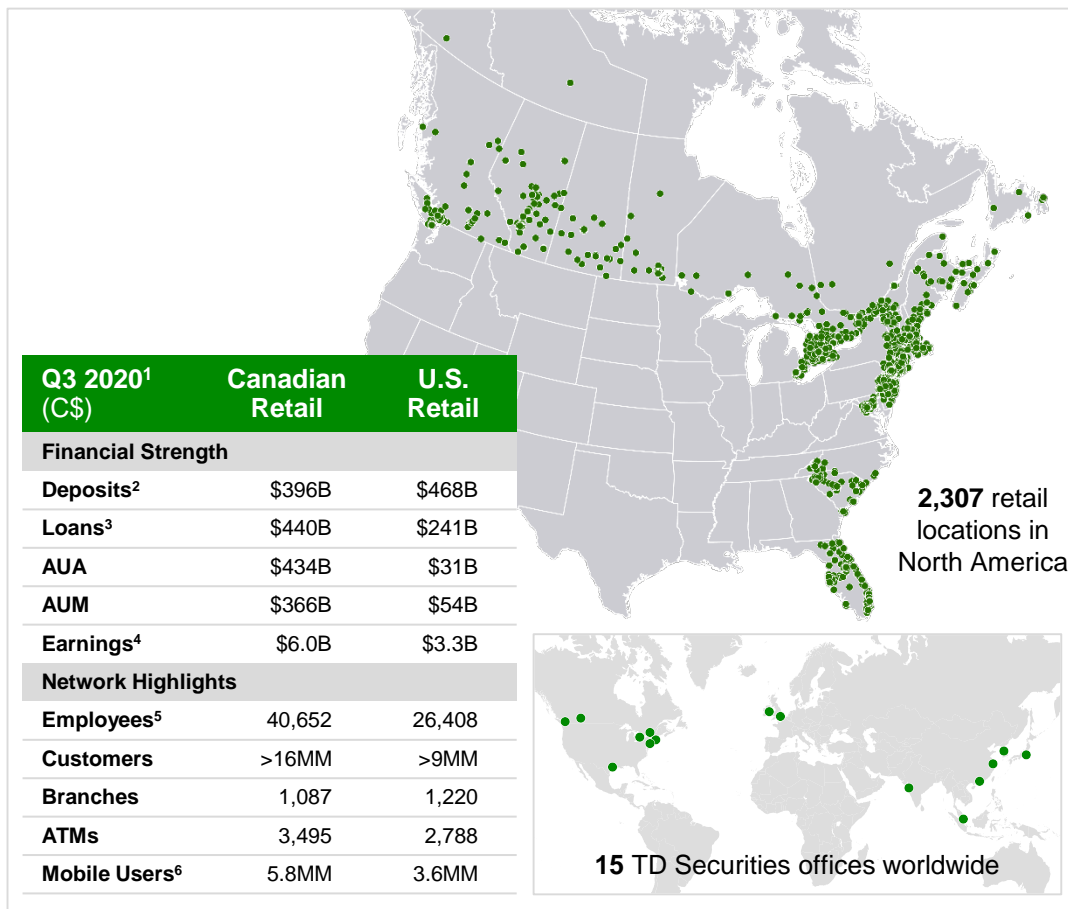 Q3 2020¹ Canadian U.S.
(C$) Retail Retail
Financial Strength
Deposits² $396B $468B
Loans³ $440B $241B
AUA $434B $31B
AUM $366B $54B
Earnings⁴ $6.0B $3.3B
Network Highlights
Employees⁵ 40,652 26,408
Customers >16MM >9MM
Branches 1,087 1,220
ATMs 3,495 2,788
Mobile Users⁶ 5.8MM 3.6MM
2,307 retail
locations in
North America
15 TD Securities offices worldwide